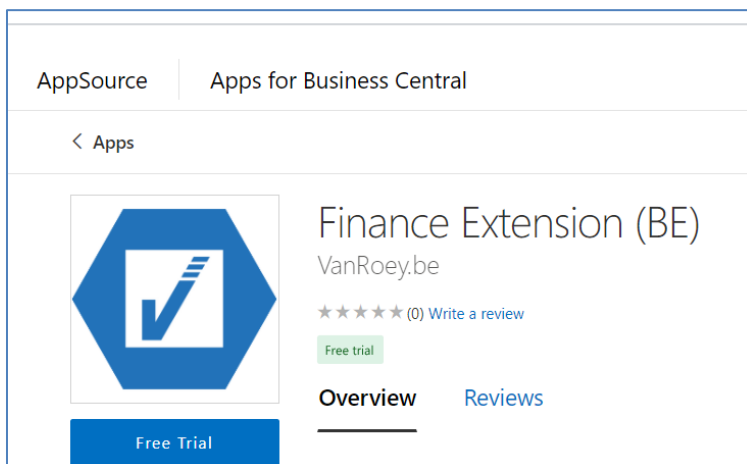 AppSource Apps for Business Central
< Apps
Finance Extension (BE)
VanRoey.be
(0) Write a review
Free trial
Overview Reviews
Free Trial